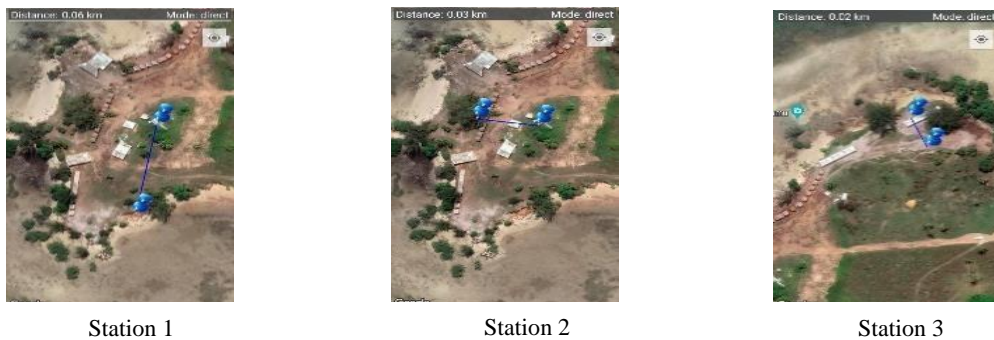 Distance: 0.06 km Mode: direct
Distance: 0.03 km Mode: direct
Distance: 0.02 km Mode: direct
Station 1
Station 2
Station 3